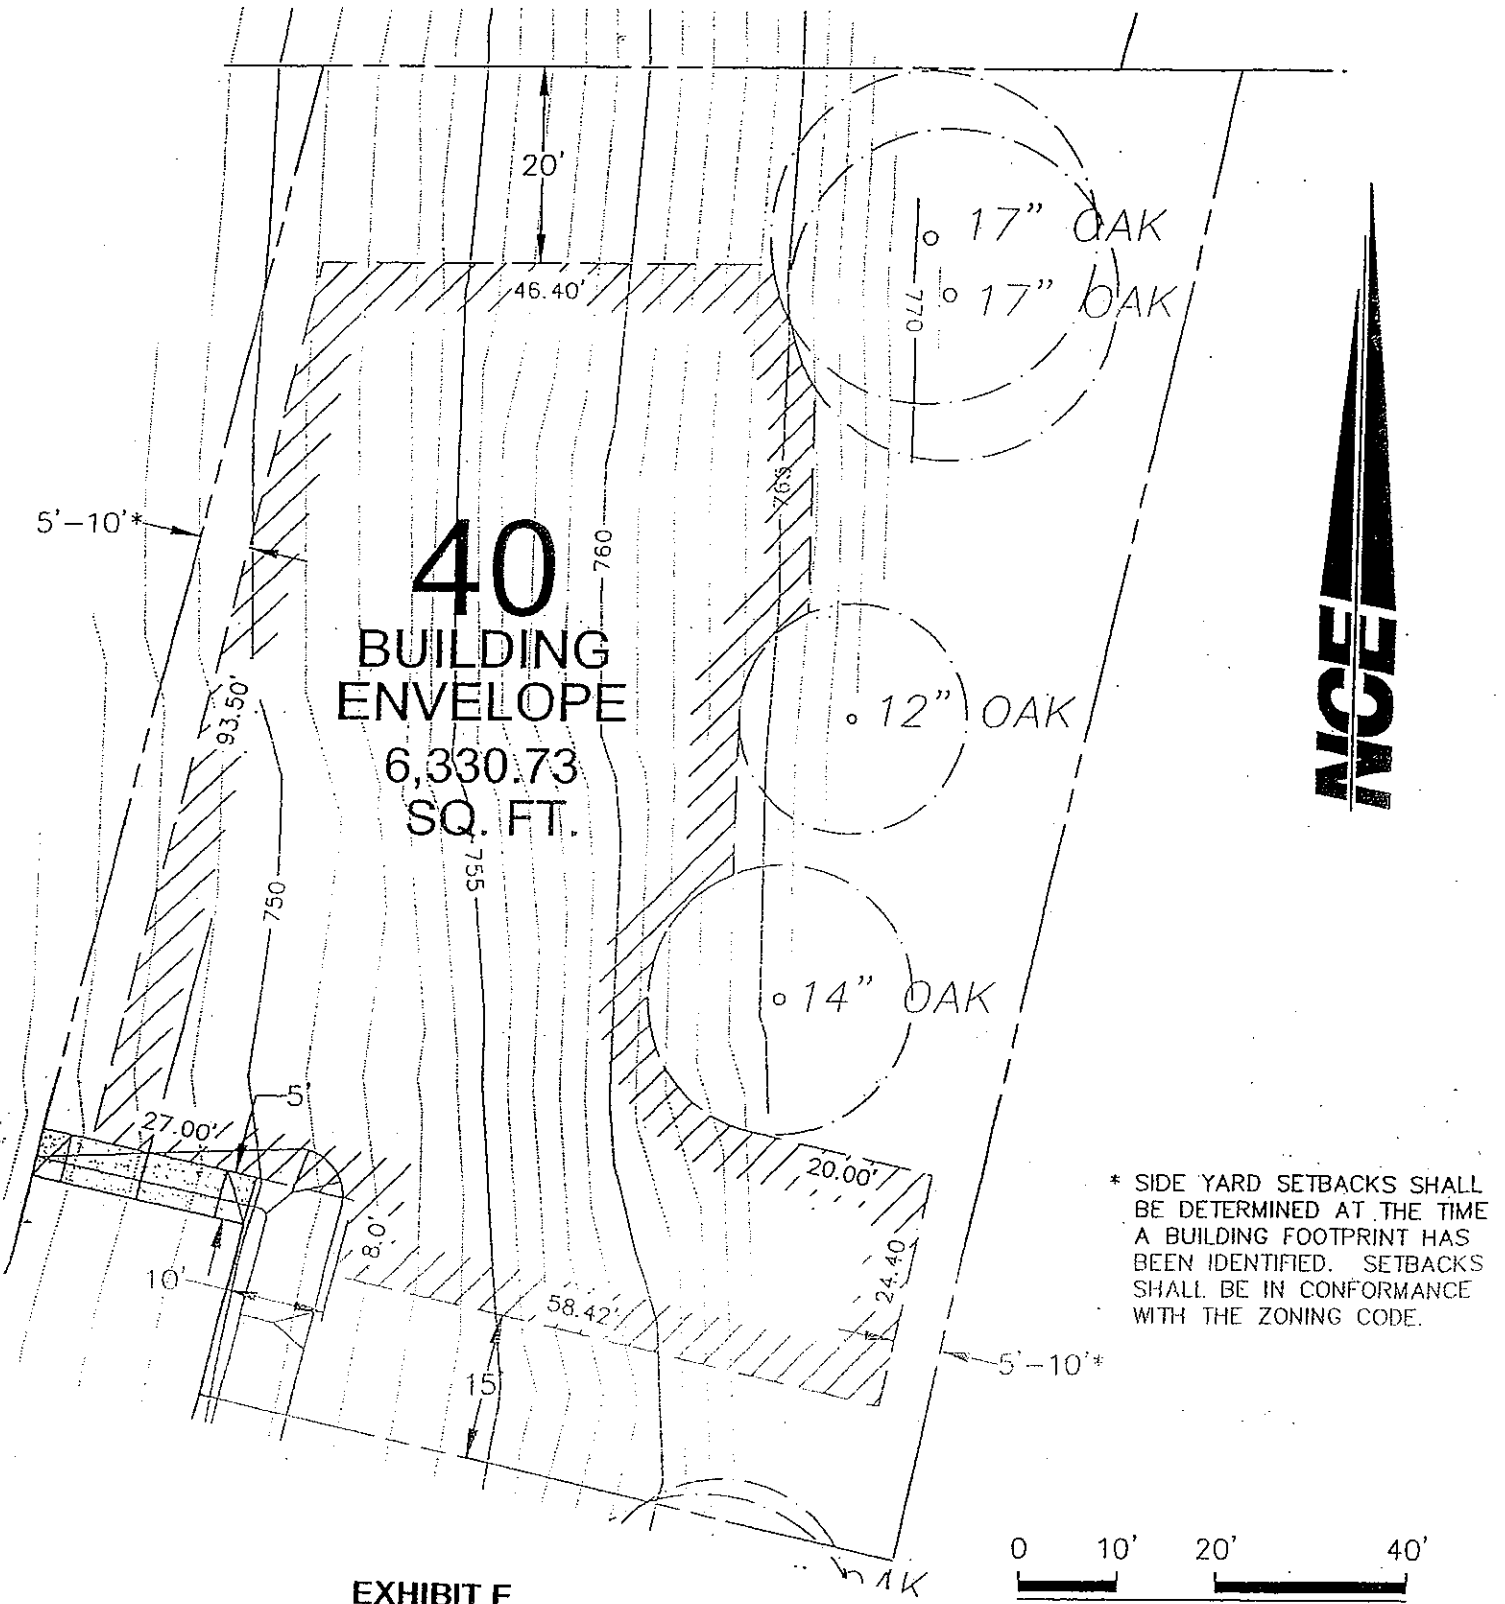 20'
46.40'
17” OAK
17” OAK
770
765
5'-10'*
40
BUILDING
ENVELOPE
6,330.73
SQ. FT.
760
93.50'
12” OAK
NCE
755
750
14” OAK
5'
27.00'
20.00'
8.0'
24.40'
10'
58.42'
15'
5'-10'*
* SIDE YARD SETBACKS SHALL
BE DETERMINED AT THE TIME
A BUILDING FOOTPRINT HAS
BEEN IDENTIFIED. SETBACKS
SHALL BE IN CONFORMANCE
WITH THE ZONING CODE.
0 10' 20' 40'
OAK
EXHIBIT F